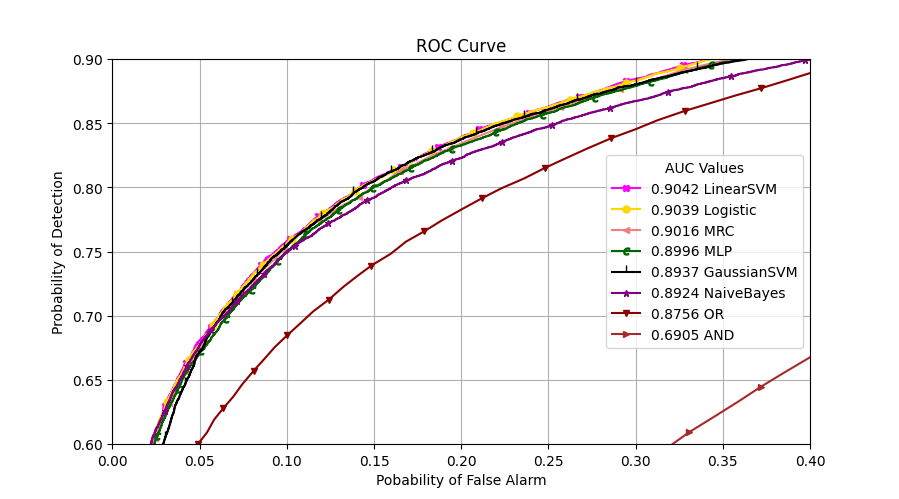 ROC Curve
0.90
0.85
0.80
0.75
0.70
0.65
0.60
Probability of Detection
AUC Values
0.9042 LinearSVM
0.9039 Logistic
0.9016 MRC
0.8996 MLP
0.8937 GaussianSVM
0.8924 NaiveBayes
0.8756 OR
0.6905 AND
0.00 0.05 0.10 0.15 0.20 0.25 0.30 0.35 0.40
Pobability of False Alarm